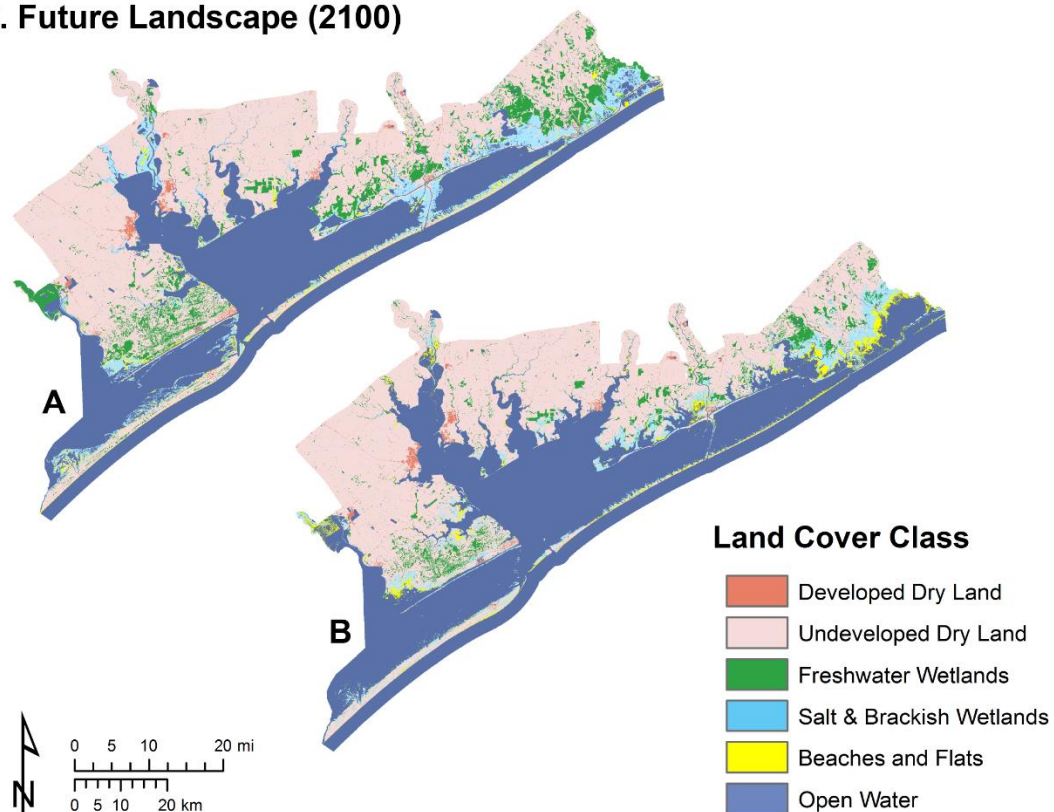 . Future Landscape (2100)
A
B
Land Cover Class
Developed Dry Land
Undeveloped Dry Land
Freshwater Wetlands
Salt & Brackish Wetlands
Beaches and Flats
Open Water
N
0 5 10 20 mi
0 5 10 20 km